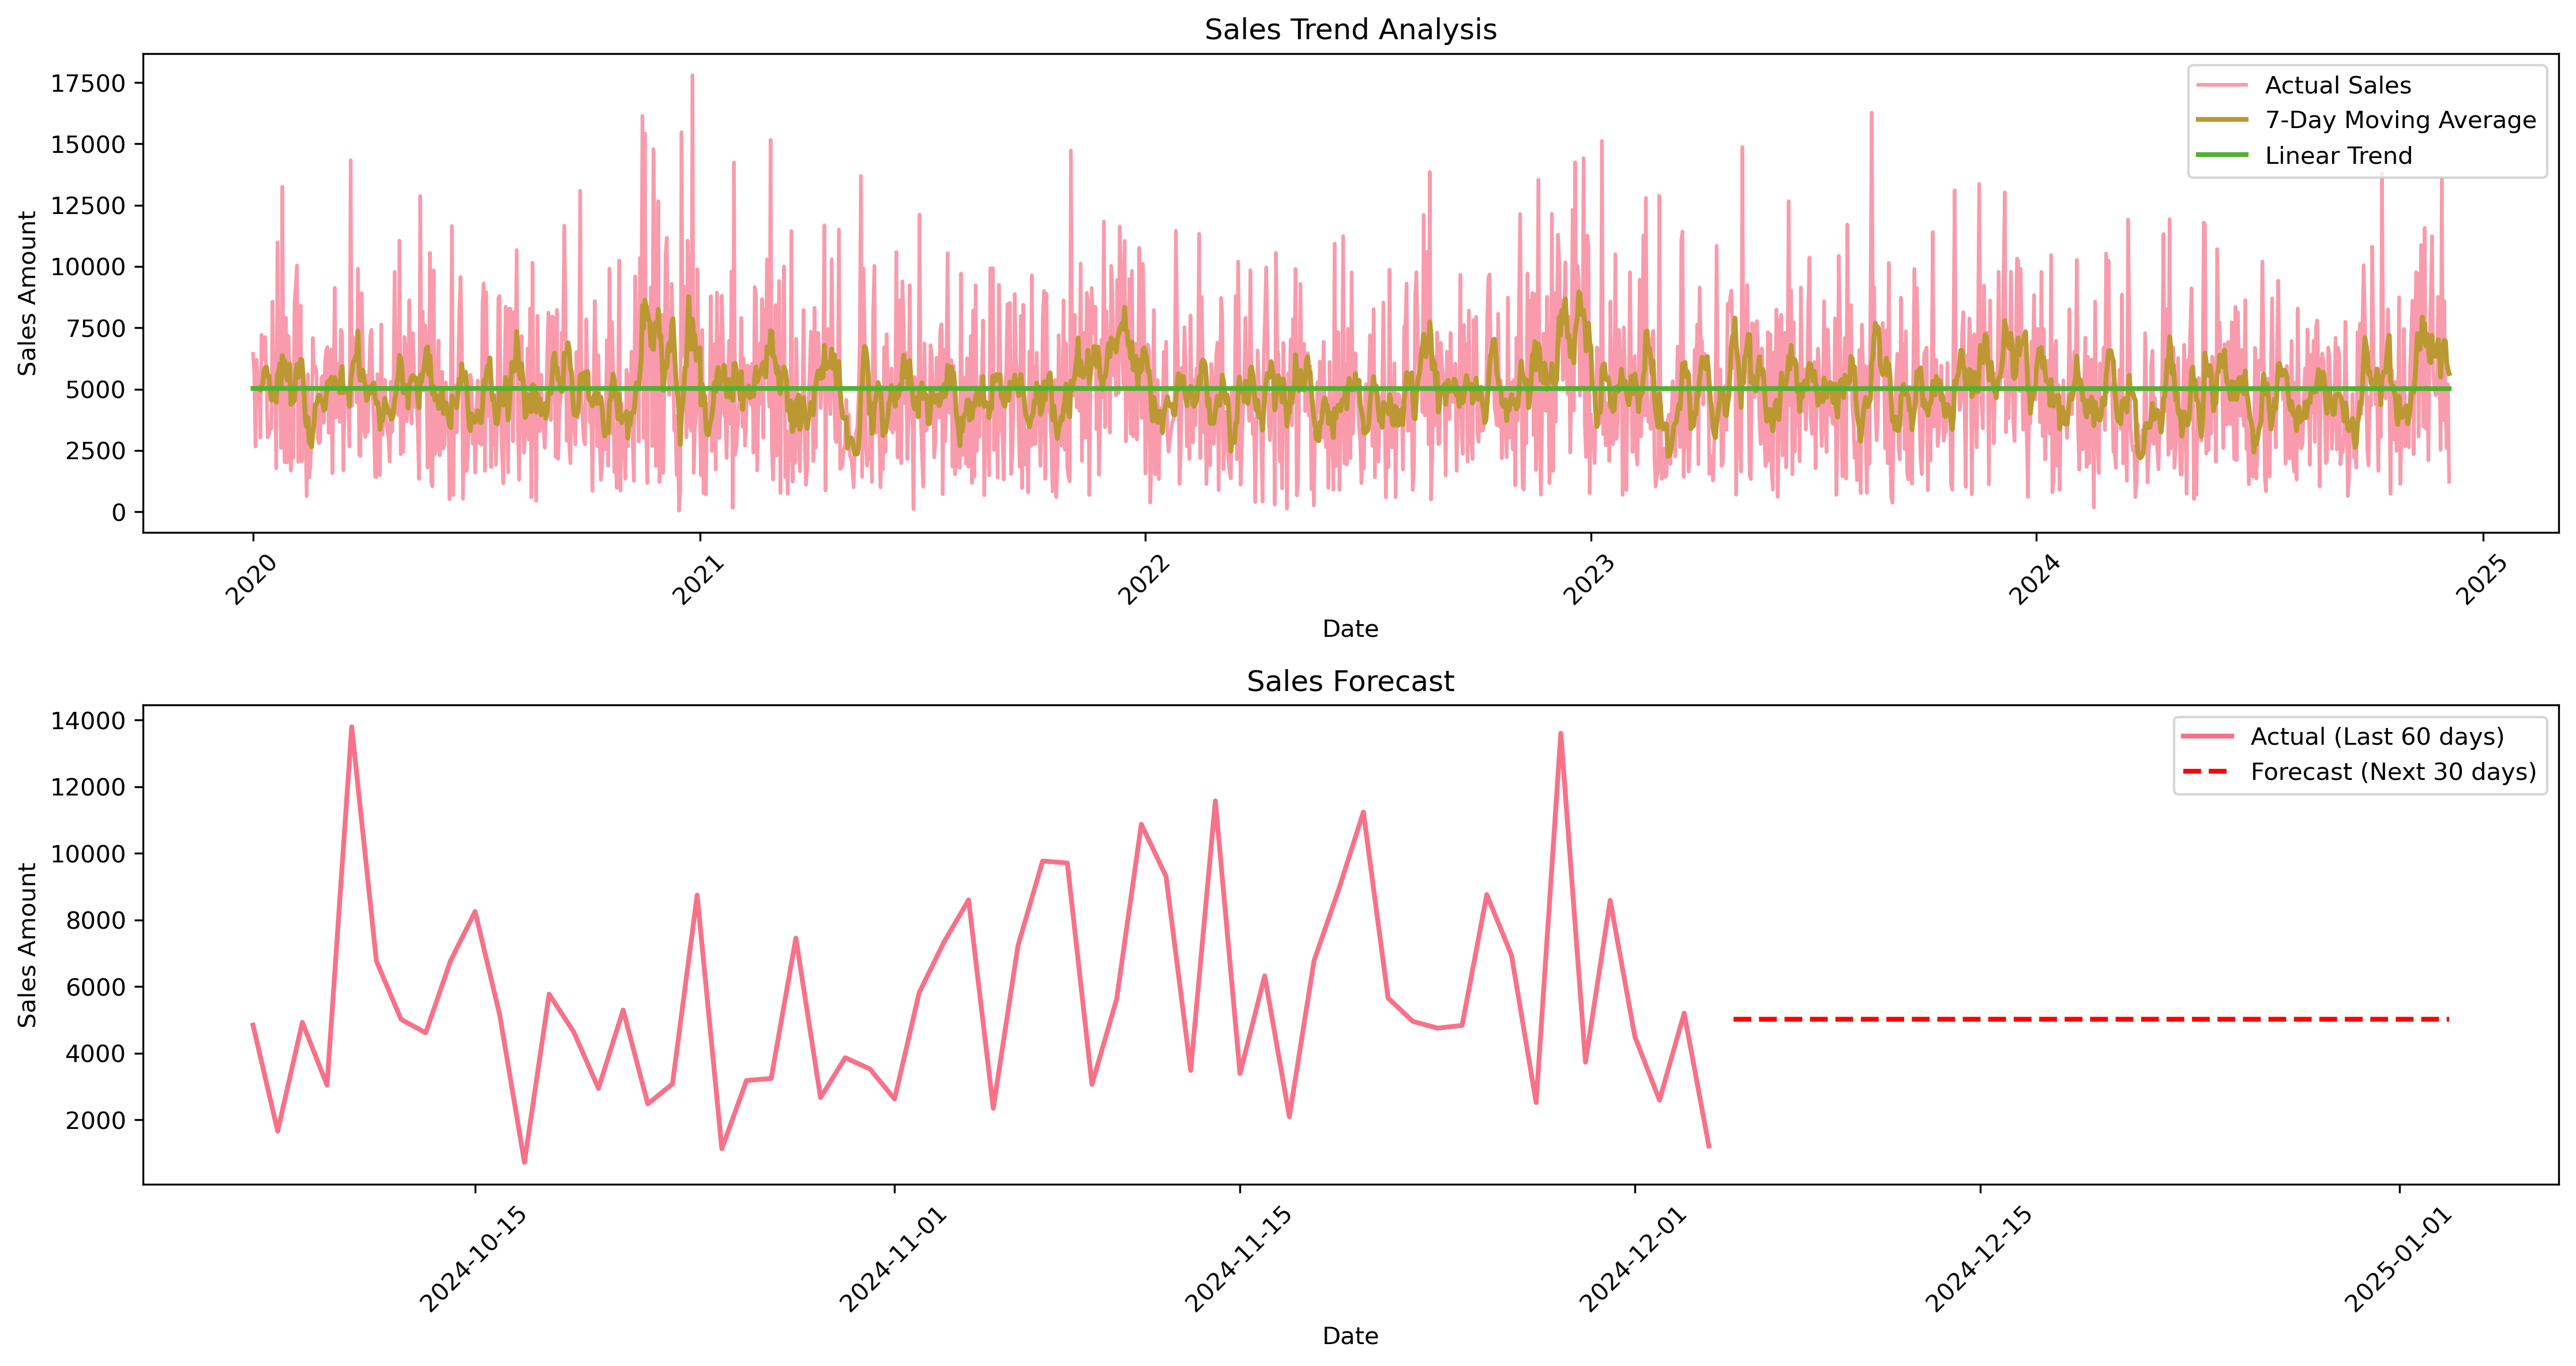 Sales Trend Analysis
Sales Amount
17500
15000
12500
10000
7500
5000
2500
0
Actual Sales
7-Day Moving Average
Linear Trend
2020
2021
2022
2023
2024
2025
Date
Sales Forecast
Sales Amount
14000
12000
10000
8000
6000
4000
2000
Actual (Last 60 days)
Forecast (Next 30 days)
2024-10-15
2024-11-01
2024-11-15
2024-12-01
2024-12-15
2025-01-01
Date